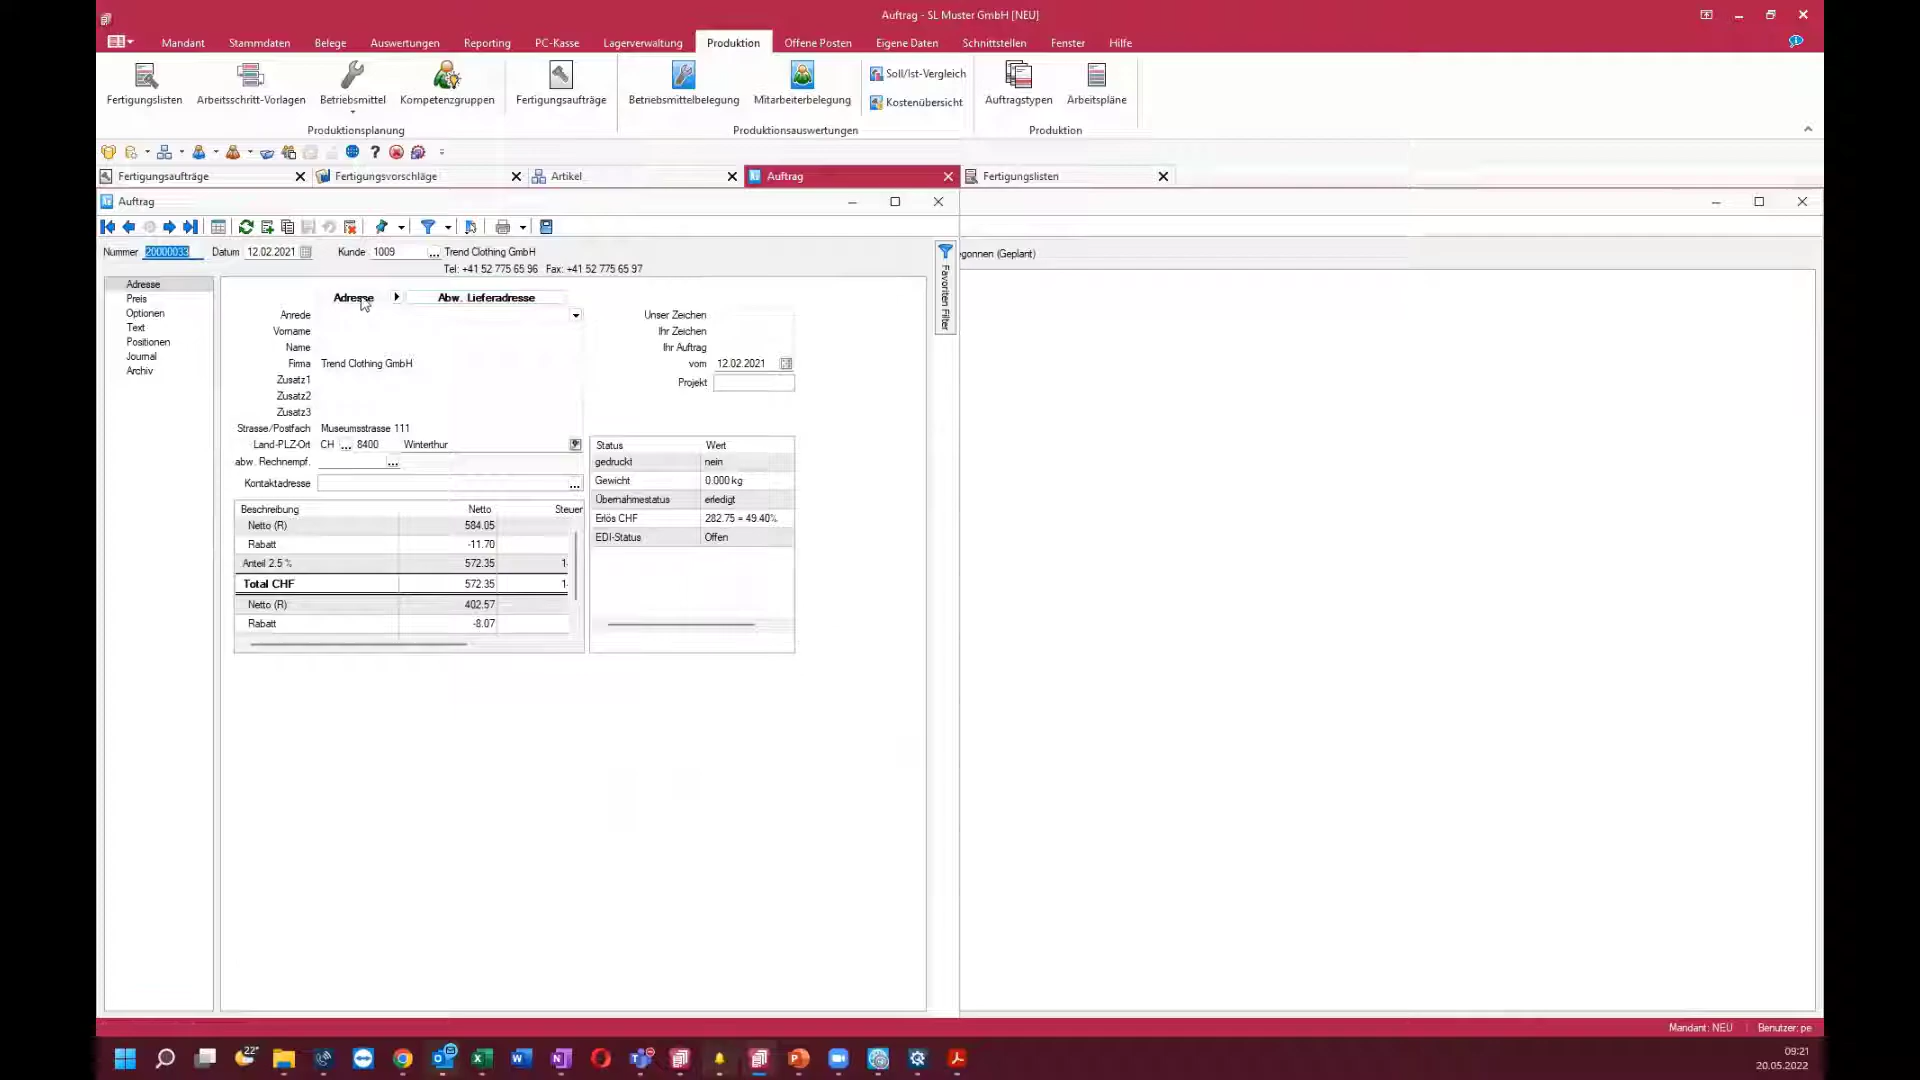 Auftrag - SL Muster GmbH [NEU]
Mandant Stammdaten Belege Auswertungen Reporting PC-Kasse Lagerverwaltung Produktion Offene Posten Eigene Daten Schnittstellen Fenster Hilfe
Fertigungslisten Arbeitsschritt-Vorlagen Betriebsmittel Kompetenzgruppen Fertigungsaufträge Betriebsmittelbelegung Mitarbeiterbelegung Soll/Ist-Vergleich Kostenübersicht Auftragstypen Arbeitspläne
Produktionsplanung Produktionsauswertungen Produktion
Fertigungsaufträge Fertigungsvorschläge Artikel Auftrag Fertigungslisten
Auftrag
Nummer 20000033 Datum 12.02.2021 Kunde 1009 ... Trend Clothing GmbH
Tel: +41 52 775 65 96 Fax: +41 52 775 65 97
gonnen (Geplant)
Favoriten Filter
Adresse
Preis
Optionen
Text
Positionen
Journal
Archiv
Adresse Abw. Lieferadresse
Anrede
Vorname
Name
Firma Trend Clothing GmbH
Zusatz1
Zusatz2
Zusatz3
Strasse/Postfach Museumsstrasse 111
Land-PLZ-Ort CH ... 8400 Winterthur
abw. Rechnempf. ...
Kontaktadresse ...
Unser Zeichen
Ihr Zeichen
Ihr Auftrag
vom 12.02.2021
Projekt
Beschreibung Netto Steuer
Netto (R) 584.05
Rabatt -11.70
Anteil 2.5 % 572.35 1
Total CHF 572.35 1
Netto (R) 402.57
Rabatt -8.07
Status Wert
gedruckt nein
Gewicht 0.000 kg
Übernahmestatus erledigt
Erlös CHF 282.75 = 49.40%
EDI-Status Offen
Mandant: NEU Benutzer: pe
22°
09:21
20.05.2022